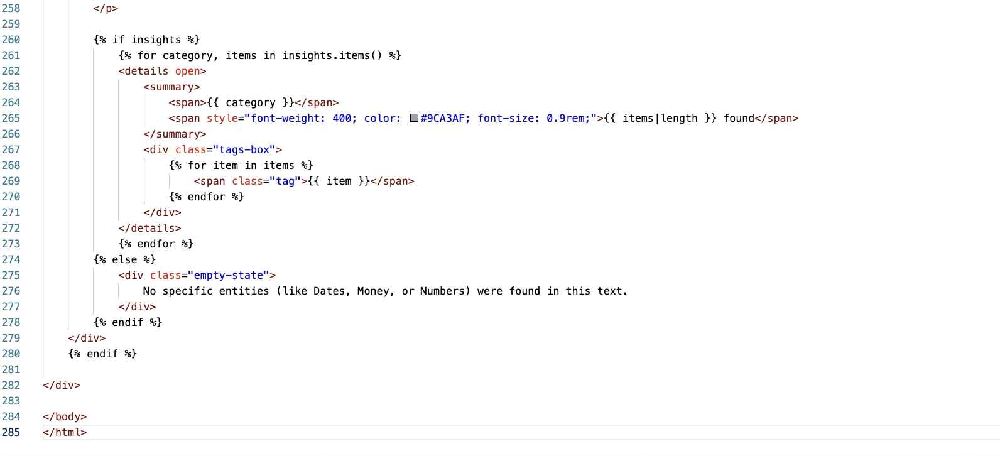 258 </p>
259
260 {% if insights %}
261 {% for category, items in insights.items() %}
262 <details open>
263 <summary>
264 <span>{{ category }}</span>
265 <span style="font-weight: 400; color: #9CA3AF; font-size: 0.9rem;">{{ items|length }} found</span>
266 </summary>
267 <div class="tags-box">
268 {% for item in items %}
269 <span class="tag">{{ item }}</span>
270 {% endfor %}
271 </div>
272 </details>
273 {% endfor %}
274 {% else %}
275 <div class="empty-state">
276 No specific entities (like Dates, Money, or Numbers) were found in this text.
277 </div>
278 {% endif %}
279 </div>
280 {% endif %}
281
282 </div>
283
284 </body>
285 </html>